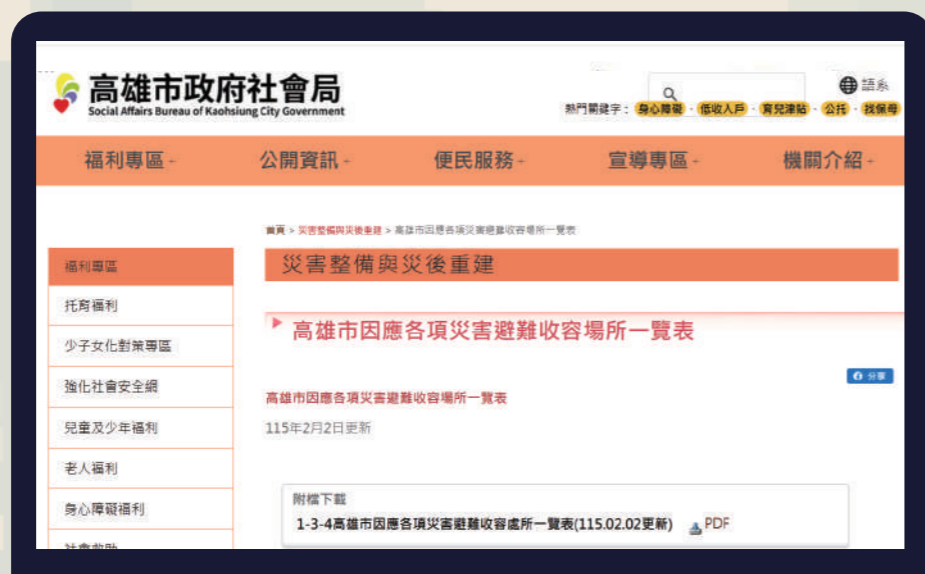 高雄市政府社會局
Social Affairs Bureau of Kaohsiung City Government
語系
熱門關鍵字： 身心障礙 · 低收入戶 · 育兒津貼 · 公托 · 找保母
福利專區 公開資訊 便民服務 宣導專區 機關介紹
首頁 > 災害整備與災後重建 > 高雄市因應各項災害避難收容場所一覽表
福利專區
托育福利
少子女化對策專區
強化社會安全網
兒童及少年福利
老人福利
身心障礙福利
社會救助
災害整備與災後重建
高雄市因應各項災害避難收容場所一覽表
分享
高雄市因應各項災害避難收容場所一覽表
115年2月2日更新
附檔下載
1-3-4高雄市因應各項災害避難收容處所一覽表(115.02.02更新) PDF